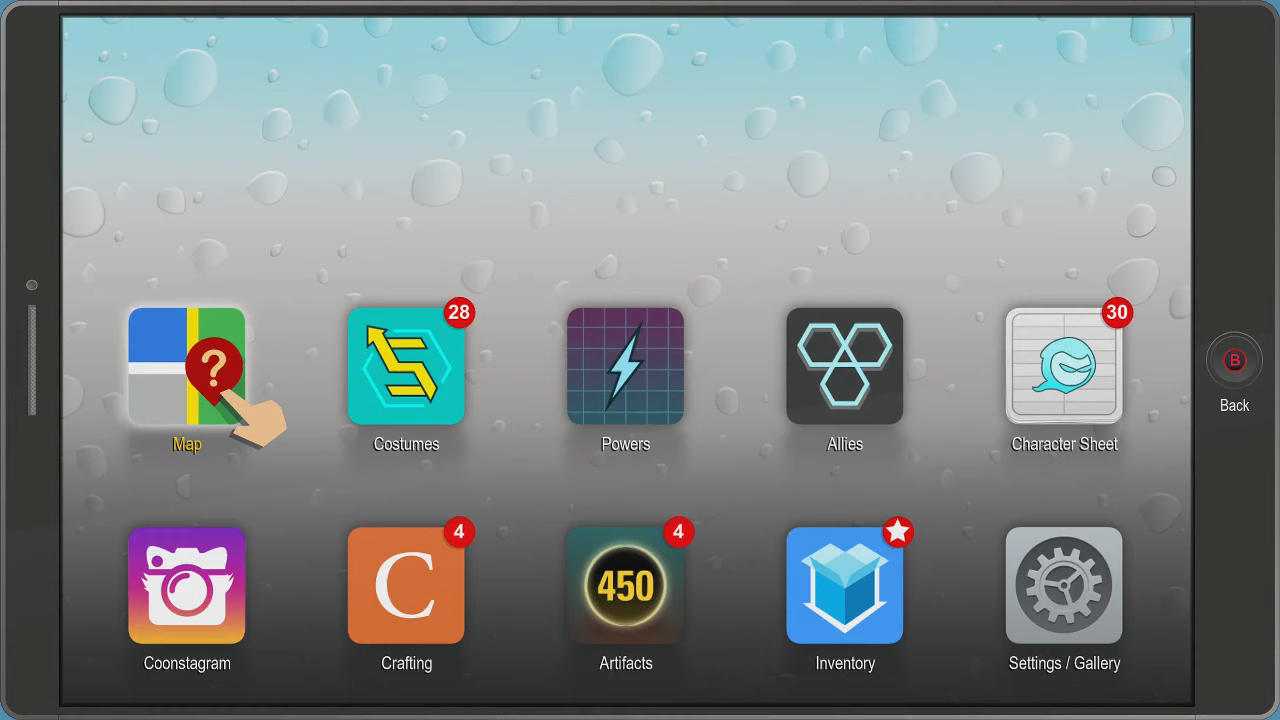 28
30
?
B
Back
Map
Costumes
Powers
Allies
Character Sheet
4
4
C
450
Coonstagram
Crafting
Artifacts
Inventory
Settings / Gallery